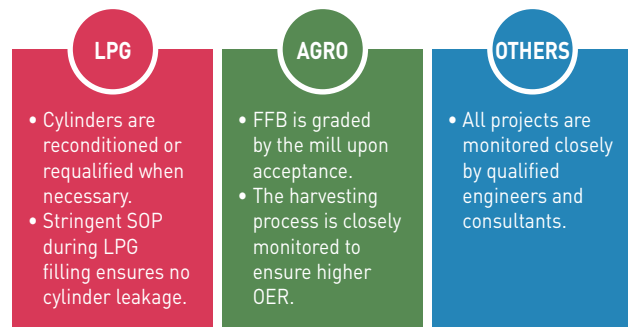 LPG
• Cylinders are
reconditioned or
requalified when
necessary.
• Stringent SOP
during LPG
filling ensures no
cylinder leakage.
AGRO
• FFB is graded
by the mill upon
acceptance.
• The harvesting
process is closely
monitored to
ensure higher
OER.
OTHERS
• All projects are
monitored closely
by qualified
engineers and
consultants.